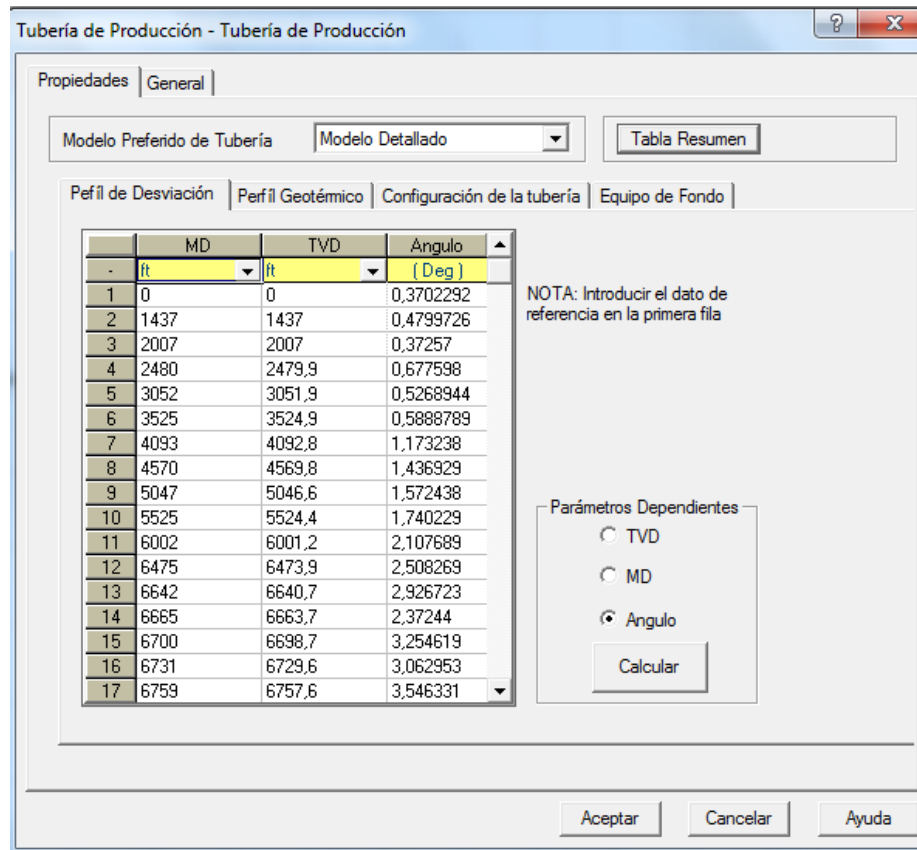 Tubería de Producción - Tubería de Producción
Propiedades General
Modelo Preferido de Tubería Modelo Detallado Tabla Resumen
Pefíl de Desviación Perfíl Geotérmico Configuración de la tubería Equipo de Fondo
MD TVD Angulo
- ft ft ( Deg )
1 0 0 0,3702292
2 1437 1437 0,4799726
3 2007 2007 0,37257
4 2480 2479,9 0,677598
5 3052 3051,9 0,5268944
6 3525 3524,9 0,5888789
7 4093 4092,8 1,173238
8 4570 4569,8 1,436929
9 5047 5046,6 1,572438
10 5525 5524,4 1,740229
11 6002 6001,2 2,107689
12 6475 6473,9 2,508269
13 6642 6640,7 2,926723
14 6665 6663,7 2,37244
15 6700 6698,7 3,254619
16 6731 6729,6 3,062953
17 6759 6757,6 3,546331
NOTA: Introducir el dato de
referencia en la primera fila
Parámetros Dependientes
TVD
MD
Angulo
Calcular
Aceptar Cancelar Ayuda